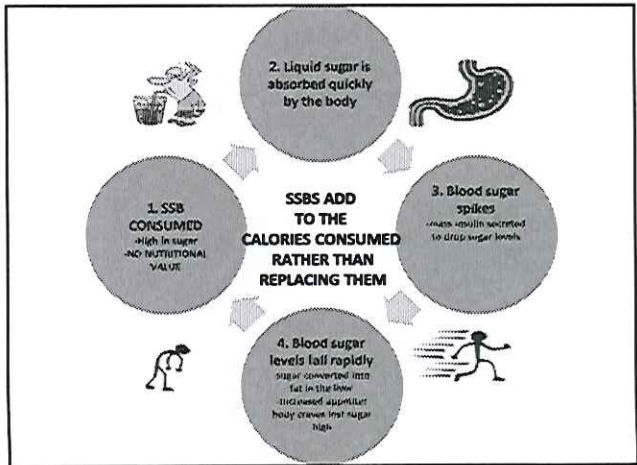 2. Liquid sugar is
absorbed quickly
by the body
1. SSB
CONSUMED
-High in sugar
-NO NUTRITIONAL
VALUE
SSBS ADD
TO THE
CALORIES CONSUMED
RATHER THAN
REPLACING THEM
3. Blood sugar
spikes
-mass insulin secreted
to drop sugar levels
4. Blood sugar
levels fall rapidly
sugar converted into
fat in the liver
-Increased appetite:
body craves lost sugar
high